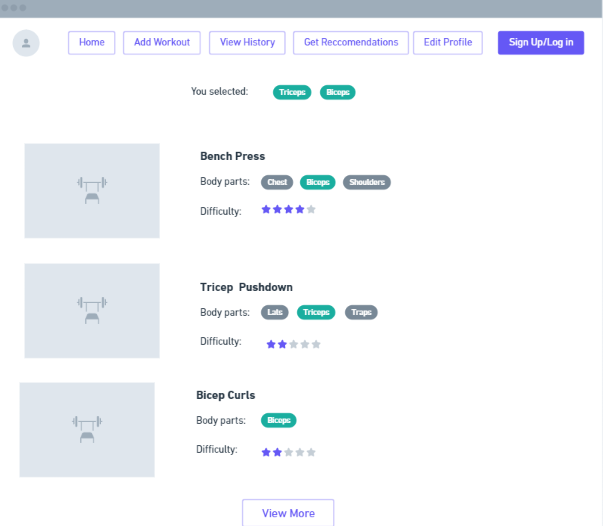 Home Add Workout View History Get Reccomendations Edit Profile Sign Up/Log in
You selected: Triceps Biceps
Bench Press
Body parts: Chest Biceps Shoulders
Difficulty:
Tricep Pushdown
Body parts: Lats Triceps Traps
Difficulty:
Bicep Curls
Body parts: Biceps
Difficulty:
View More